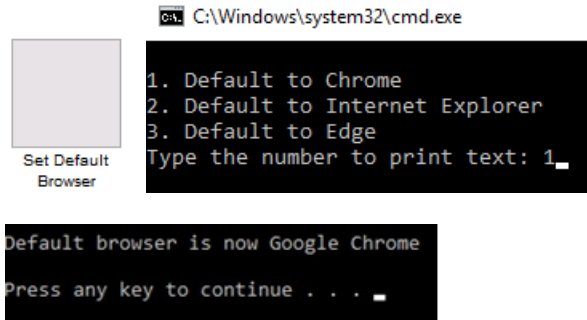 C:\Windows\system32\cmd.exe
1. Default to Chrome
2. Default to Internet Explorer
3. Default to Edge
Type the number to print text: 1
Set Default
Browser
Default browser is now Google Chrome
Press any key to continue . . .